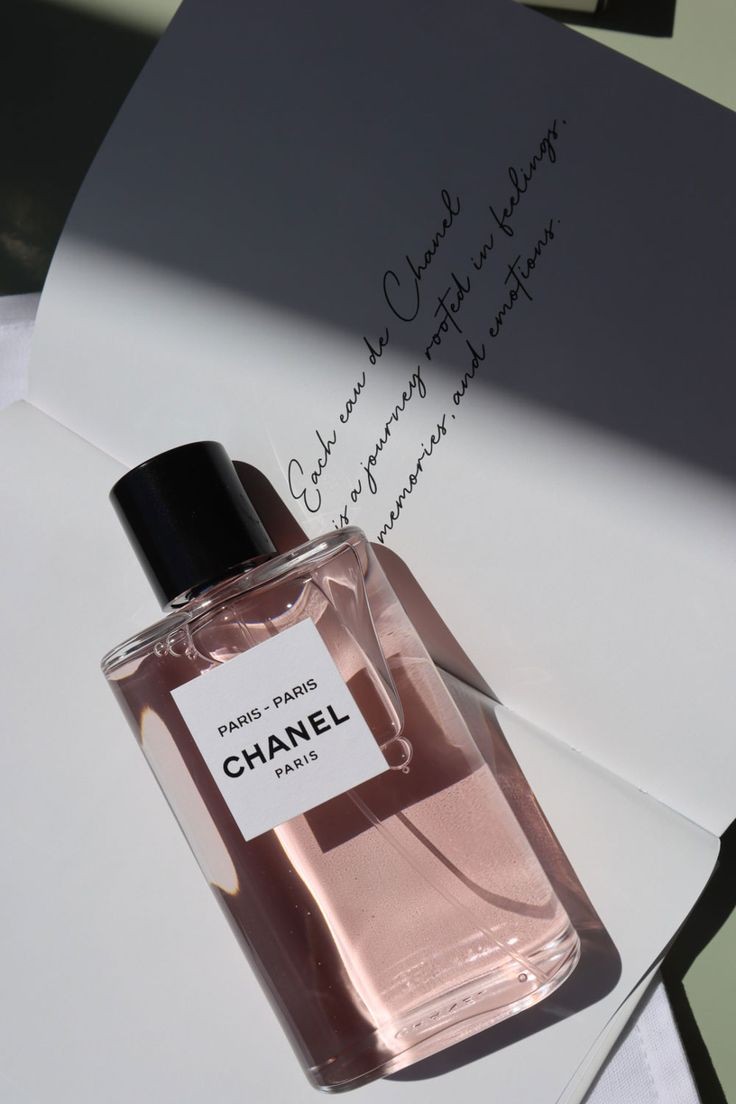 Each eau de Chanel
is a journey rooted in feelings,
memories, and emotions.
PARIS - PARIS
CHANEL
PARIS